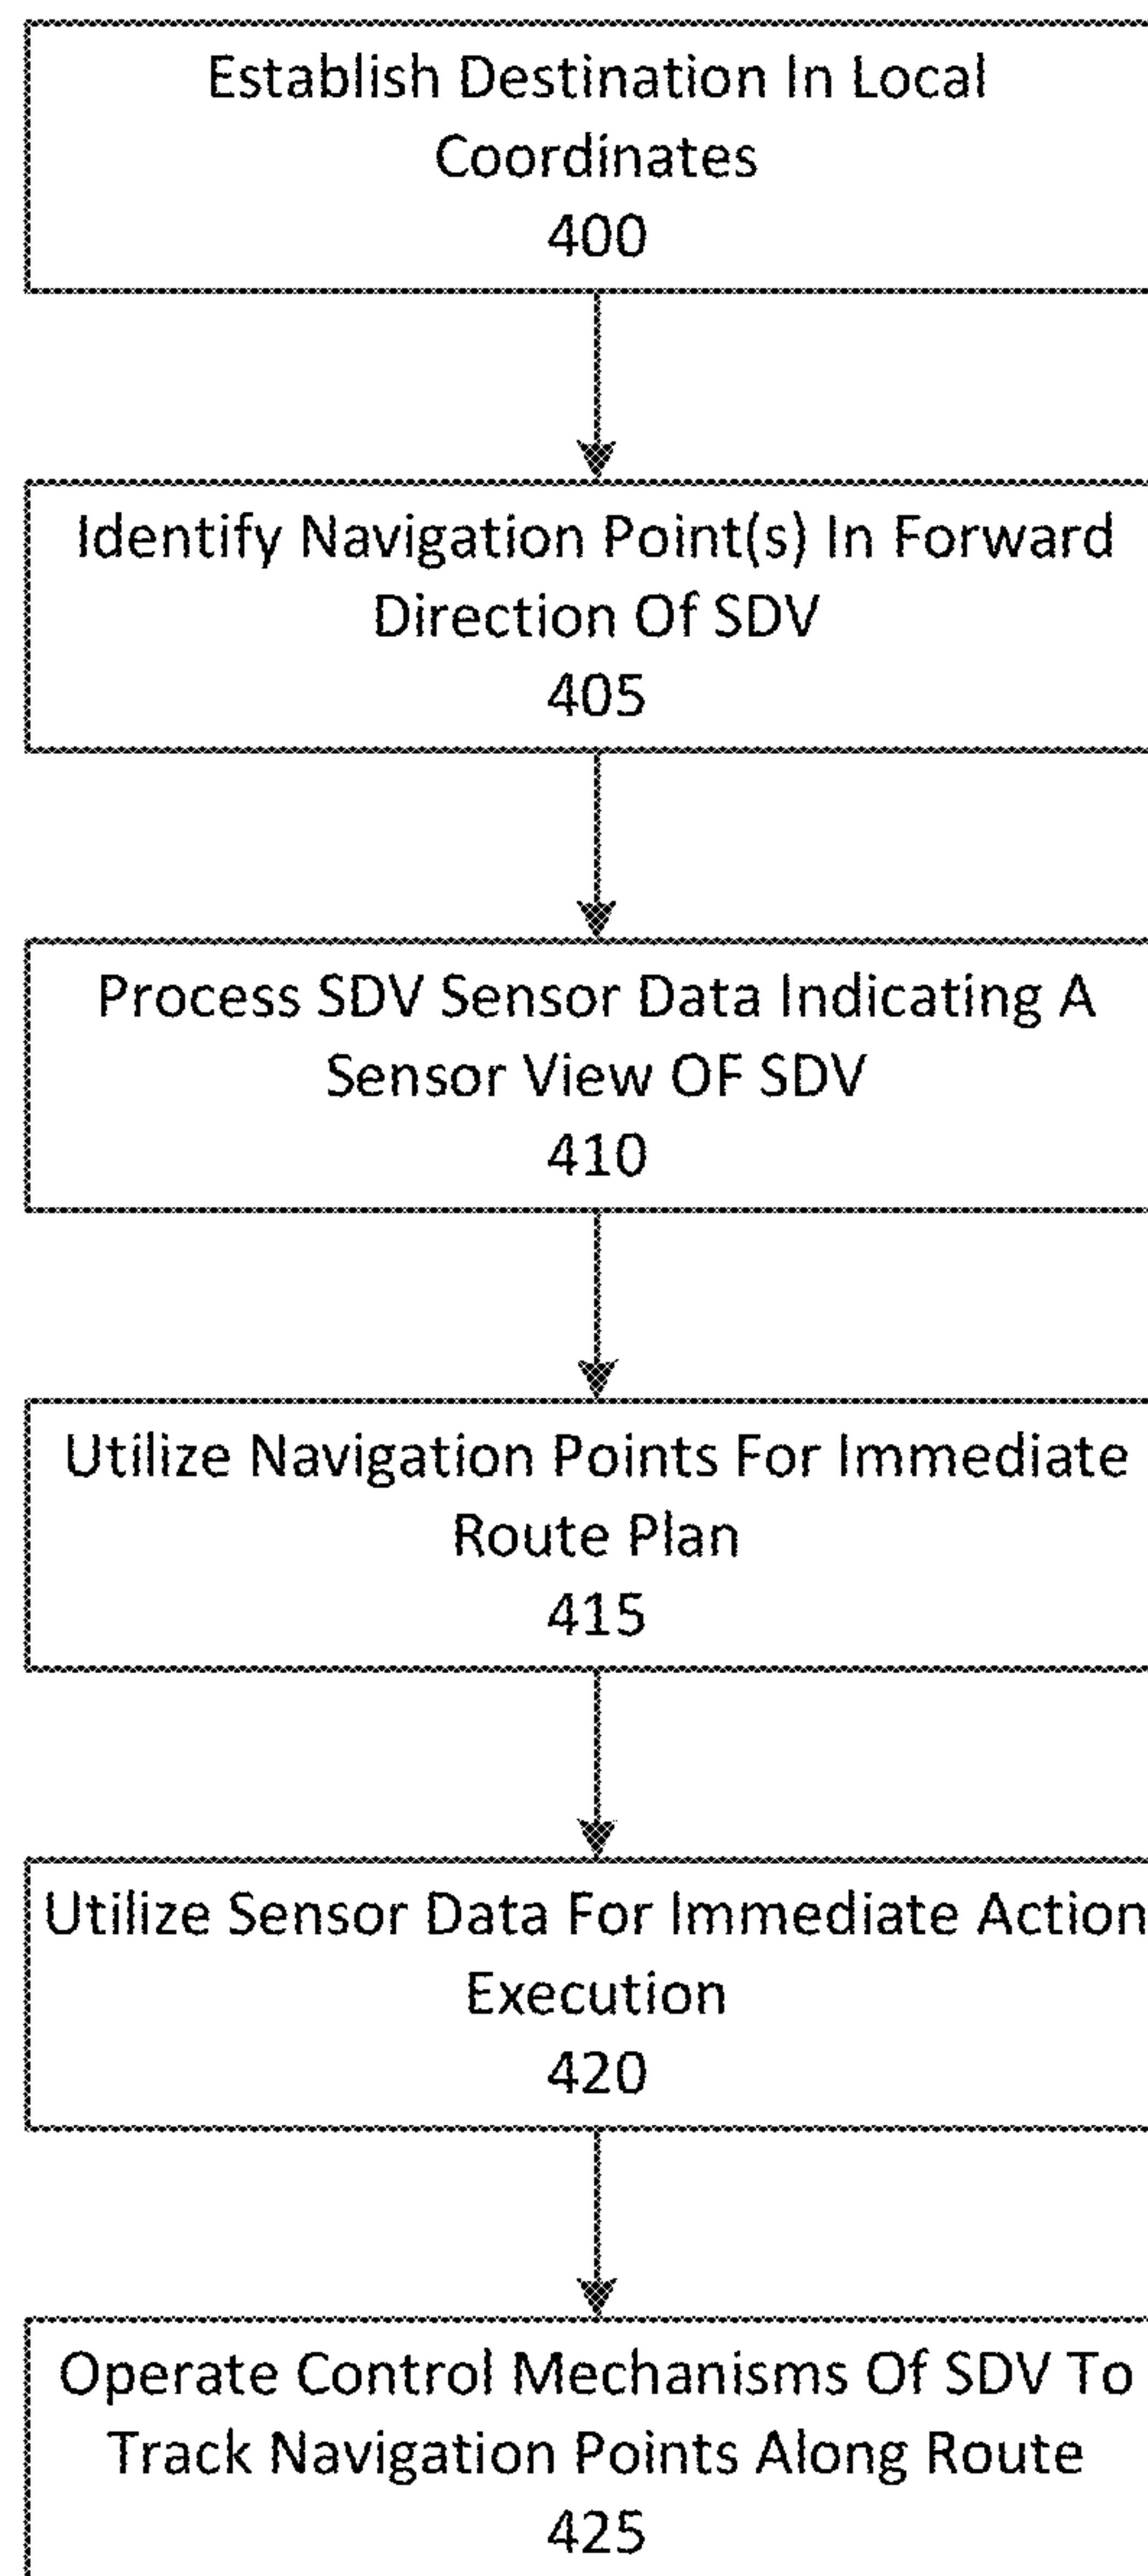 Establish Destination In Local
Coordinates
400
Identify Navigation Point(s) In Forward
Direction Of SDV
405
Process SDV Sensor Data Indicating A
Sensor View OF SDV
410
Utilize Navigation Points For Immediate
Route Plan
415
Utilize Sensor Data For Immediate Action
Execution
420
Operate Control Mechanisms Of SDV To
Track Navigation Points Along Route
425